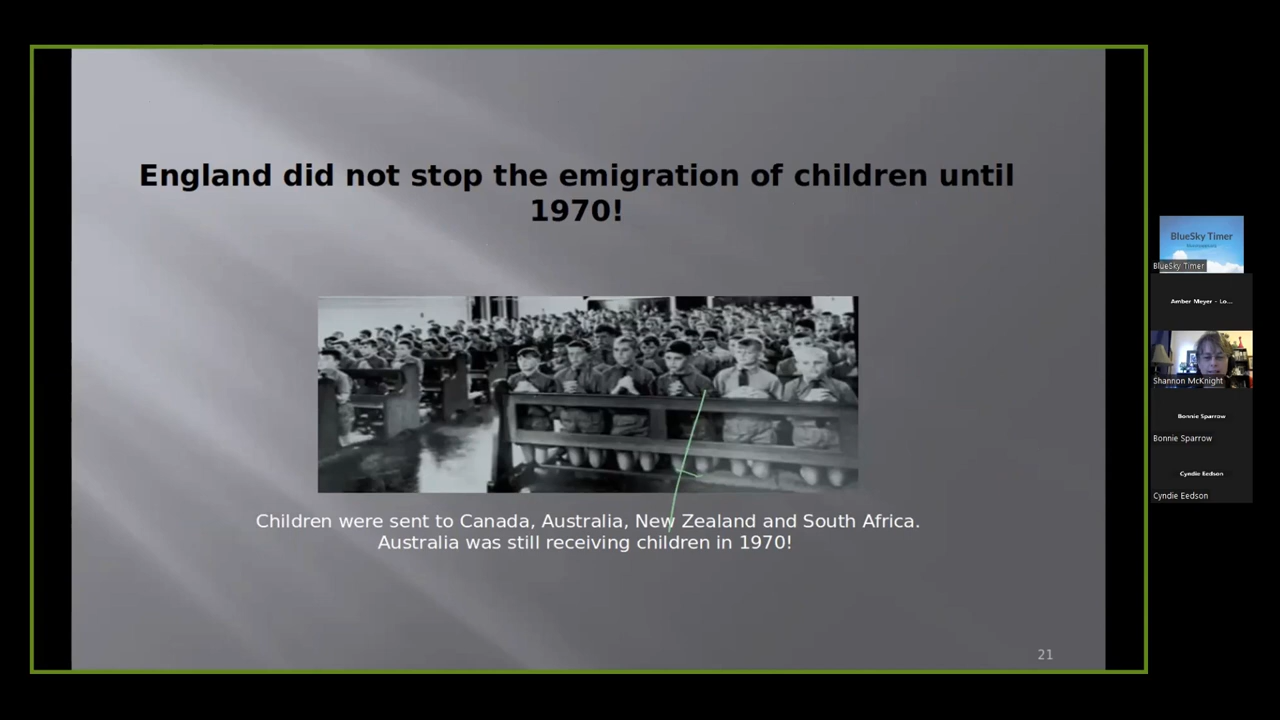 England did not stop the emigration of children until
1970!
Children were sent to Canada, Australia, New Zealand and South Africa.
Australia was still receiving children in 1970!
21
BlueSky Timer
BlueSky Timer
Amber Meyer - Lo...
Shannon McKnight
Bonnie Sparrow
Bonnie Sparrow
Cyndie Eedson
Cyndie Eedson